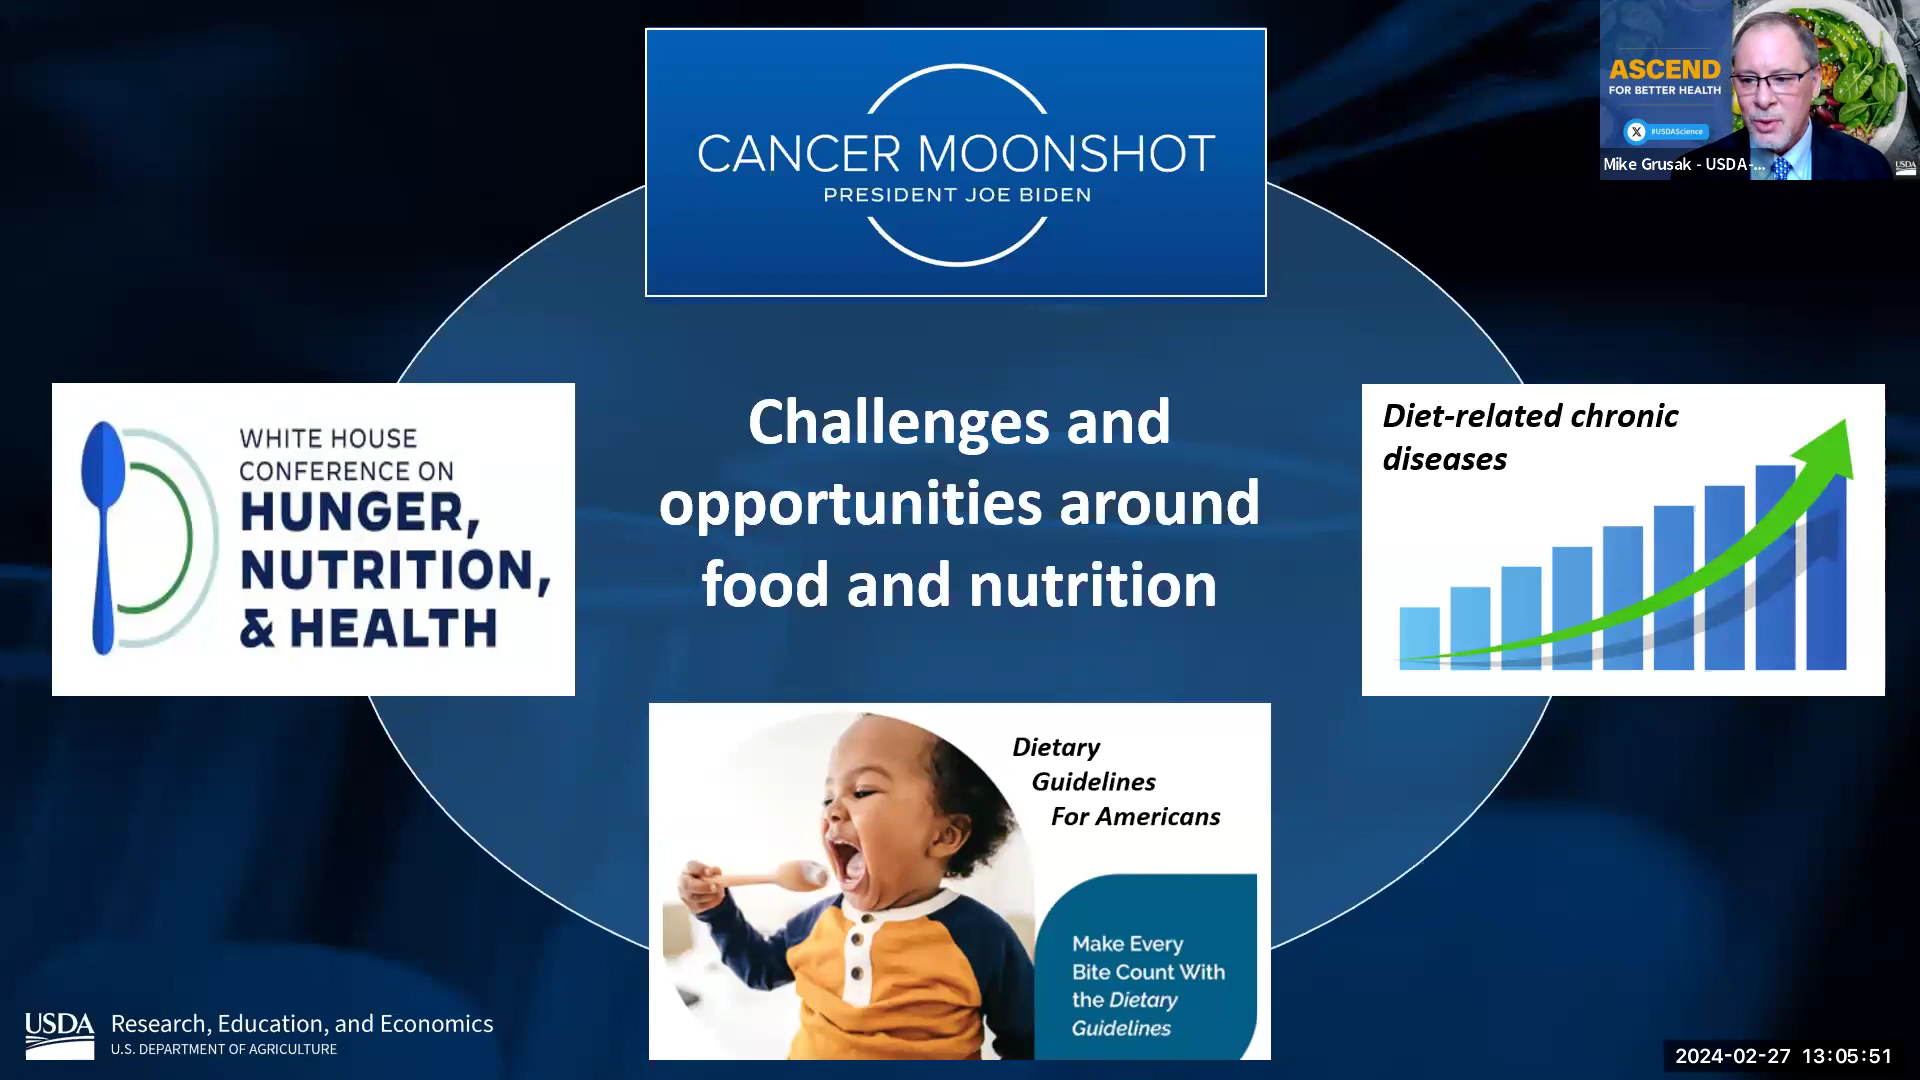 CANCER MOONSHOT
PRESIDENT JOE BIDEN
ASCEND
FOR BETTER HEALTH
X #USDAScience
Mike Grusak - USDA-...
USDA
WHITE HOUSE
CONFERENCE ON
HUNGER,
NUTRITION,
& HEALTH
Challenges and
opportunities around
food and nutrition
Diet-related chronic
diseases
Dietary
Guidelines
For Americans
Make Every
Bite Count With
the Dietary
Guidelines
USDA
Research, Education, and Economics
U.S. DEPARTMENT OF AGRICULTURE
2024-02-27 13:05:51